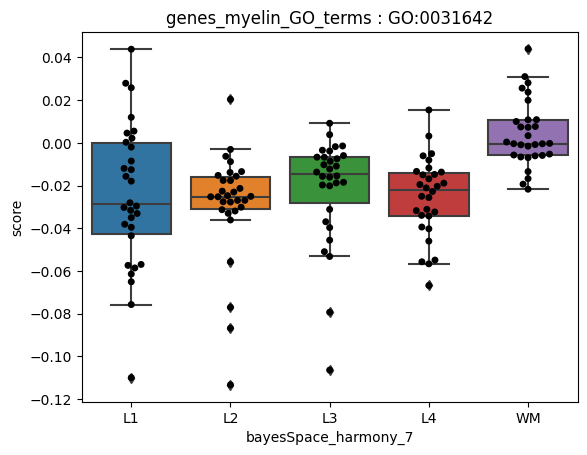 genes_myelin_GO_terms : GO:0031642
0.04
0.02
0.00
−0.02
−0.04
−0.06
−0.08
−0.10
−0.12
score
L1 L2 L3 L4 WM
bayesSpace_harmony_7